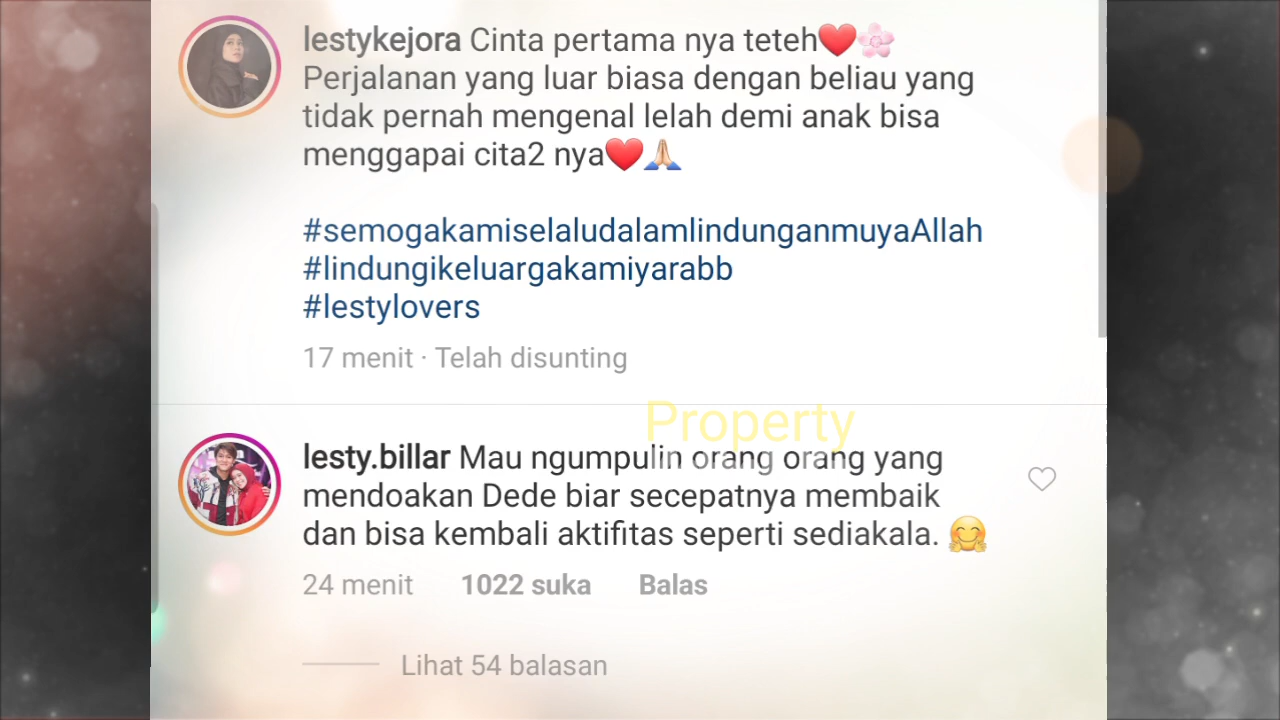 lestykejora Cinta pertama nya teteh❤️🌸
Perjalanan yang luar biasa dengan beliau yang
tidak pernah mengenal lelah demi anak bisa
menggapai cita2 nya❤️🙏🏻
#semogakamiselaludalamlindunganmuyaAllah
#lindungikeluargakamiyarabb
#lestylovers
17 menit · Telah disunting
Property
lesty.billar Mau ngumpulin orang orang yang
mendoakan Dede biar secepatnya membaik
dan bisa kembali aktifitas seperti sediakala. 🤗
24 menit 1022 suka Balas
Lihat 54 balasan